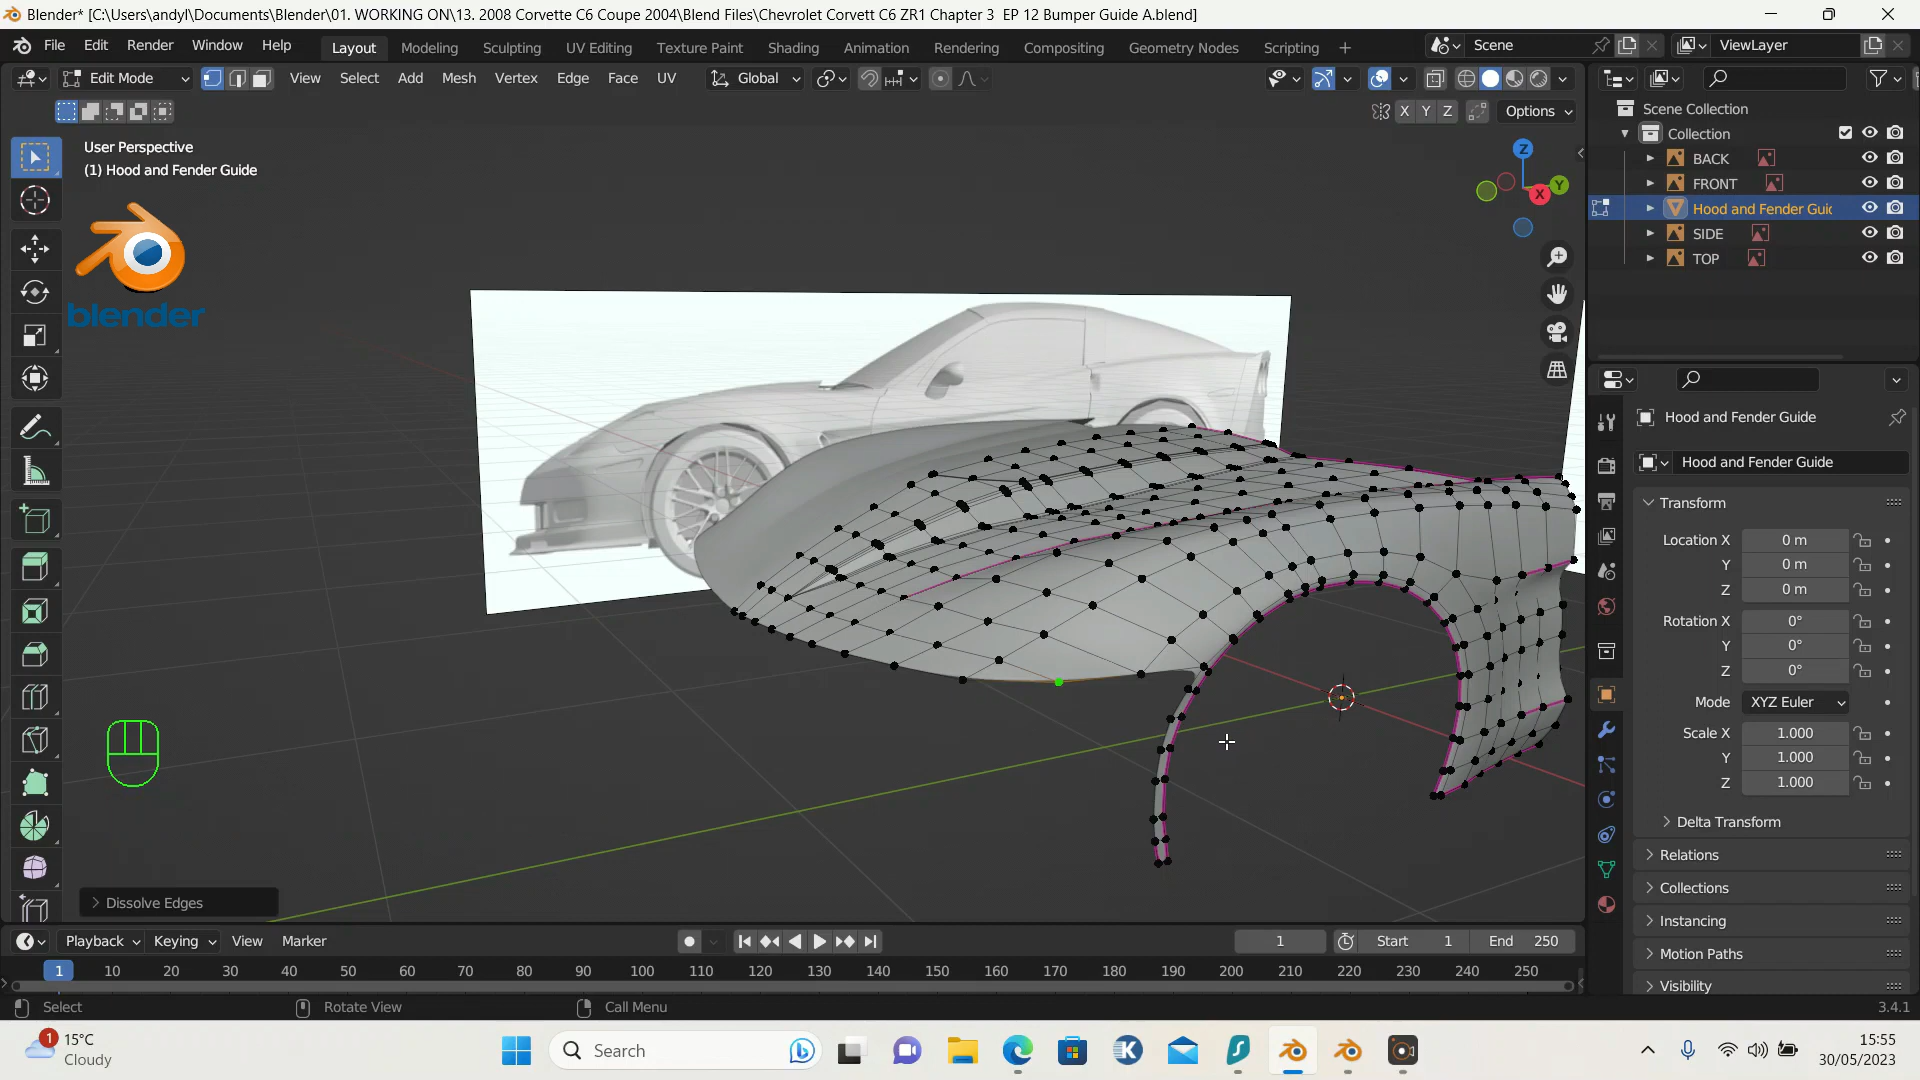 Blender* [C:\Users\andyl\Documents\Blender\01. WORKING ON\13. 2008 Corvette C6 Coupe 2004\Blend Files\Chevrolet Corvett C6 ZR1 Chapter 3  EP 12 Bumper Guide A.blend]
File Edit Render Window Help Layout Modeling Sculpting UV Editing Texture Paint Shading Animation Rendering Compositing Geometry Nodes Scripting + Scene ViewLayer
Edit Mode View Select Add Mesh Vertex Edge Face UV Global
X Y Z Options
User Perspective
(1) Hood and Fender Guide
blender
Z
Y
X
Scene Collection
Collection
BACK
FRONT
Hood and Fender Guid
SIDE
TOP
Hood and Fender Guide
Hood and Fender Guide
Transform
Location X 0 m
Y 0 m
Z 0 m
Rotation X 0°
Y 0°
Z 0°
Mode XYZ Euler
Scale X 1.000
Y 1.000
Z 1.000
Delta Transform
Relations
Collections
Instancing
Motion Paths
Visibility
Dissolve Edges
Playback Keying View Marker 1 Start 1 End 250
1 10 20 30 40 50 60 70 80 90 100 110 120 130 140 150 160 170 180 190 200 210 220 230 240 250
Select Rotate View Call Menu 3.4.1
1 15°C
Cloudy
Search
K
15:55
30/05/2023